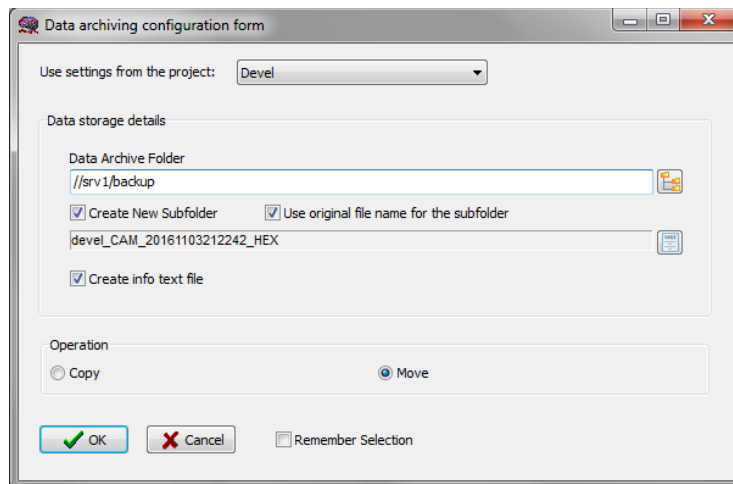 Data archiving configuration form
Use settings from the project: Devel
Data storage details
Data Archive Folder
//srv1/backup
Create New Subfolder Use original file name for the subfolder
devel_CAM_20161103212242_HEX
Create info text file
Operation
Copy Move
OK Cancel Remember Selection